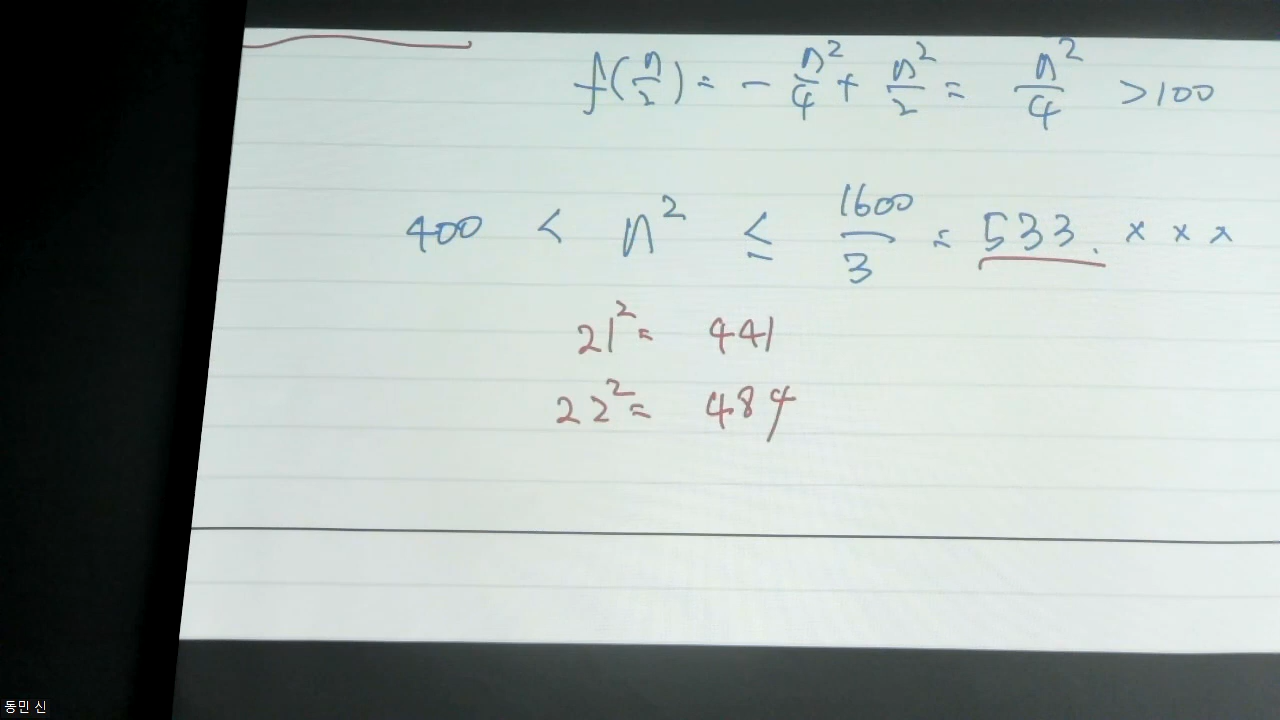 f(n/2) = - n²/4 + n²/2 = n²/4 > 100
400 < n² ≤ 1600/3 = 533. × × ×
21² = 441
22² = 484
동민 신